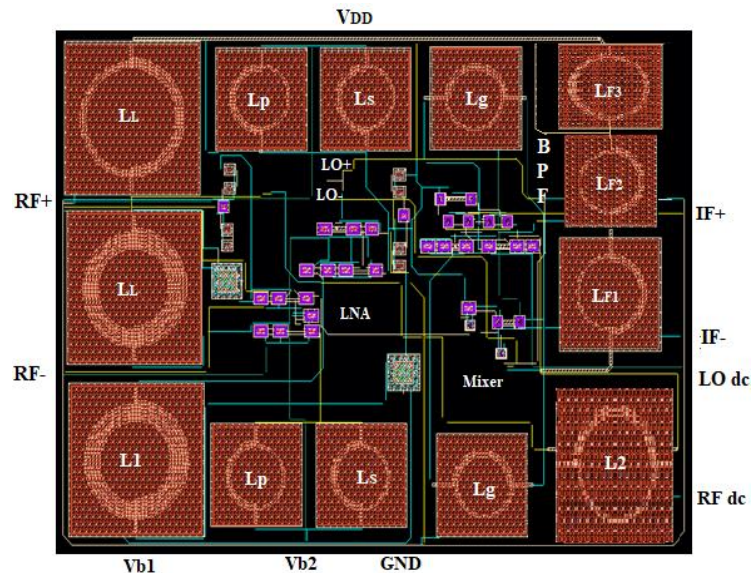 VDD
LL
Lp
Ls
Lg
LF3
LO+
LO-
B
P
F
LF2
RF+
IF+
LL
LNA
LF1
IF-
RF-
Mixer
LO dc
L1
Lp
Ls
Lg
L2
RF dc
Vb1
Vb2
GND